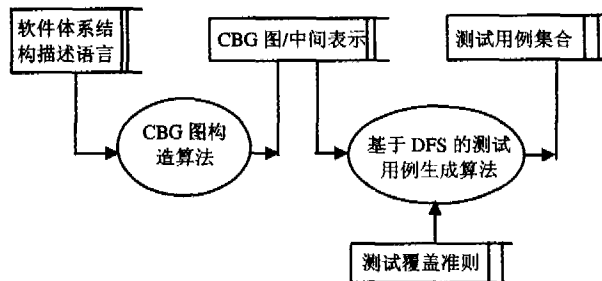 软件体系结
构描述语言
CBG 图/中间表示
测试用例集合
CBG 图构
造算法
基于 DFS 的测试
用例生成算法
测试覆盖准则